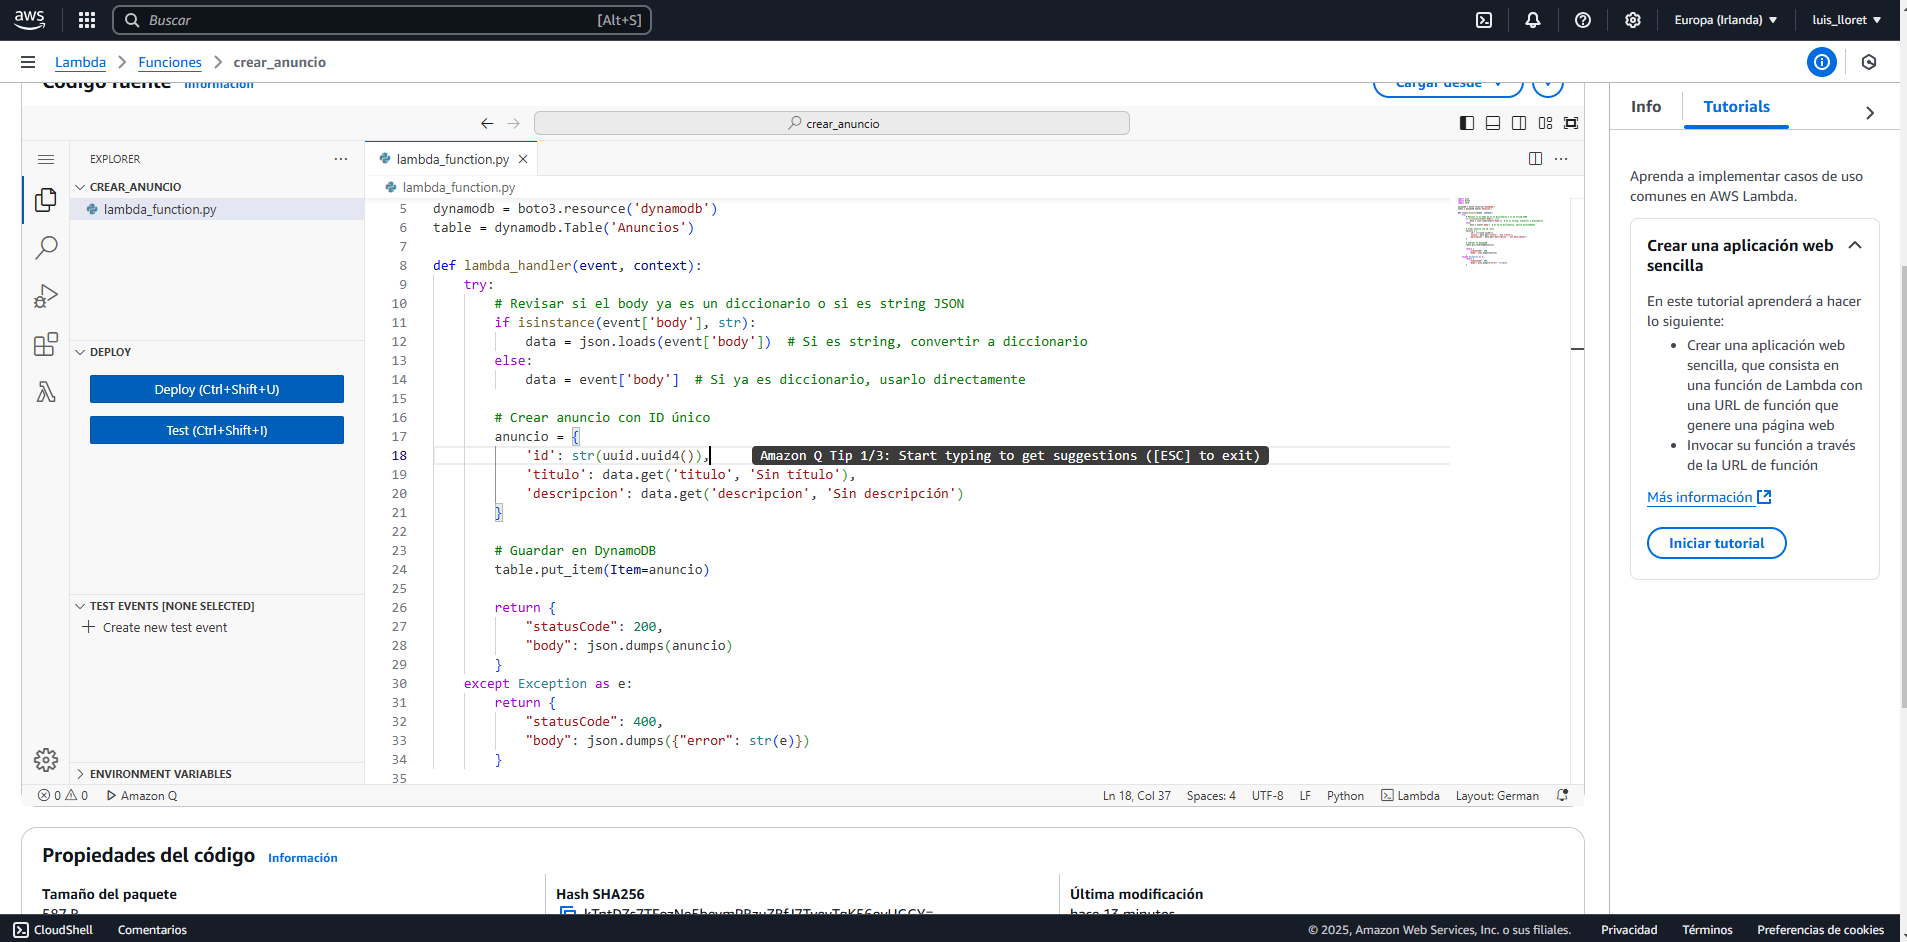 aws
Buscar
[Alt+S]
Europa (Irlanda)
luis_lloret
Lambda
Funciones
crear_anuncio
Código fuente
Información
Cargar desde
Info
Tutorials
crear_anuncio
EXPLORER
CREAR_ANUNCIO
lambda_function.py
DEPLOY
Deploy (Ctrl+Shift+U)
Test (Ctrl+Shift+I)
TEST EVENTS [NONE SELECTED]
Create new test event
ENVIRONMENT VARIABLES
lambda_function.py
lambda_function.py
5 dynamodb = boto3.resource('dynamodb')
6 table = dynamodb.Table('Anuncios')
7
8 def lambda_handler(event, context):
9 try:
10 # Revisar si el body ya es un diccionario o si es string JSON
11 if isinstance(event['body'], str):
12 data = json.loads(event['body']) # Si es string, convertir a diccionario
13 else:
14 data = event['body'] # Si ya es diccionario, usarlo directamente
15
16 # Crear anuncio con ID único
17 anuncio = {
18 'id': str(uuid.uuid4()), Amazon Q Tip 1/3: Start typing to get suggestions ([ESC] to exit)
19 'titulo': data.get('titulo', 'Sin título'),
20 'descripcion': data.get('descripcion', 'Sin descripción')
21 }
22
23 # Guardar en DynamoDB
24 table.put_item(Item=anuncio)
25
26 return {
27 "statusCode": 200,
28 "body": json.dumps(anuncio)
29 }
30 except Exception as e:
31 return {
32 "statusCode": 400,
33 "body": json.dumps({"error": str(e)})
34 }
35
0 0 Amazon Q
Ln 18, Col 37 Spaces: 4 UTF-8 LF Python Lambda Layout: German
Aprenda a implementar casos de uso
comunes en AWS Lambda.
Crear una aplicación web
sencilla
En este tutorial aprenderá a hacer
lo siguiente:
• Crear una aplicación web
sencilla, que consista en
una función de Lambda con
una URL de función que
genere una página web
• Invocar su función a través
de la URL de función
Más información
Iniciar tutorial
Propiedades del código
Información
Tamaño del paquete
587 B
Hash SHA256
Última modificación
hace 13 minutos
CloudShell
Comentarios
© 2025, Amazon Web Services, Inc. o sus filiales.
Privacidad
Términos
Preferencias de cookies